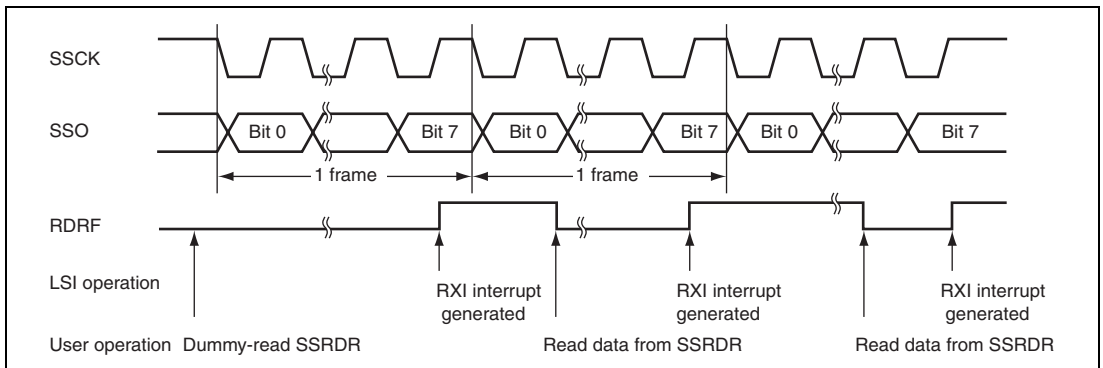 SSCK
SSO
Bit 0
Bit 7
Bit 0
Bit 7
Bit 0
Bit 7
1 frame
1 frame
RDRF
LSI operation
RXI interrupt
generated
RXI interrupt
generated
RXI interrupt
generated
User operation
Dummy-read SSRDR
Read data from SSRDR
Read data from SSRDR